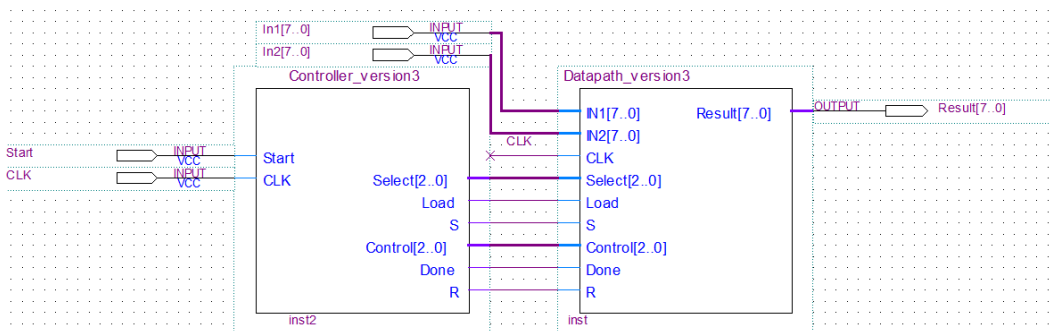 In1[7..0] INPUT
VCC
In2[7..0] INPUT
VCC
Controller_version3
Datapath_version3
IN1[7..0] Result[7..0] OUTPUT Result[7..0]
IN2[7..0]
CLK
Start INPUT
VCC
Start
CLK
CLK INPUT
VCC
CLK
Select[2..0] Select[2..0]
Load Load
S S
Control[2..0] Control[2..0]
Done Done
R R
inst2 inst